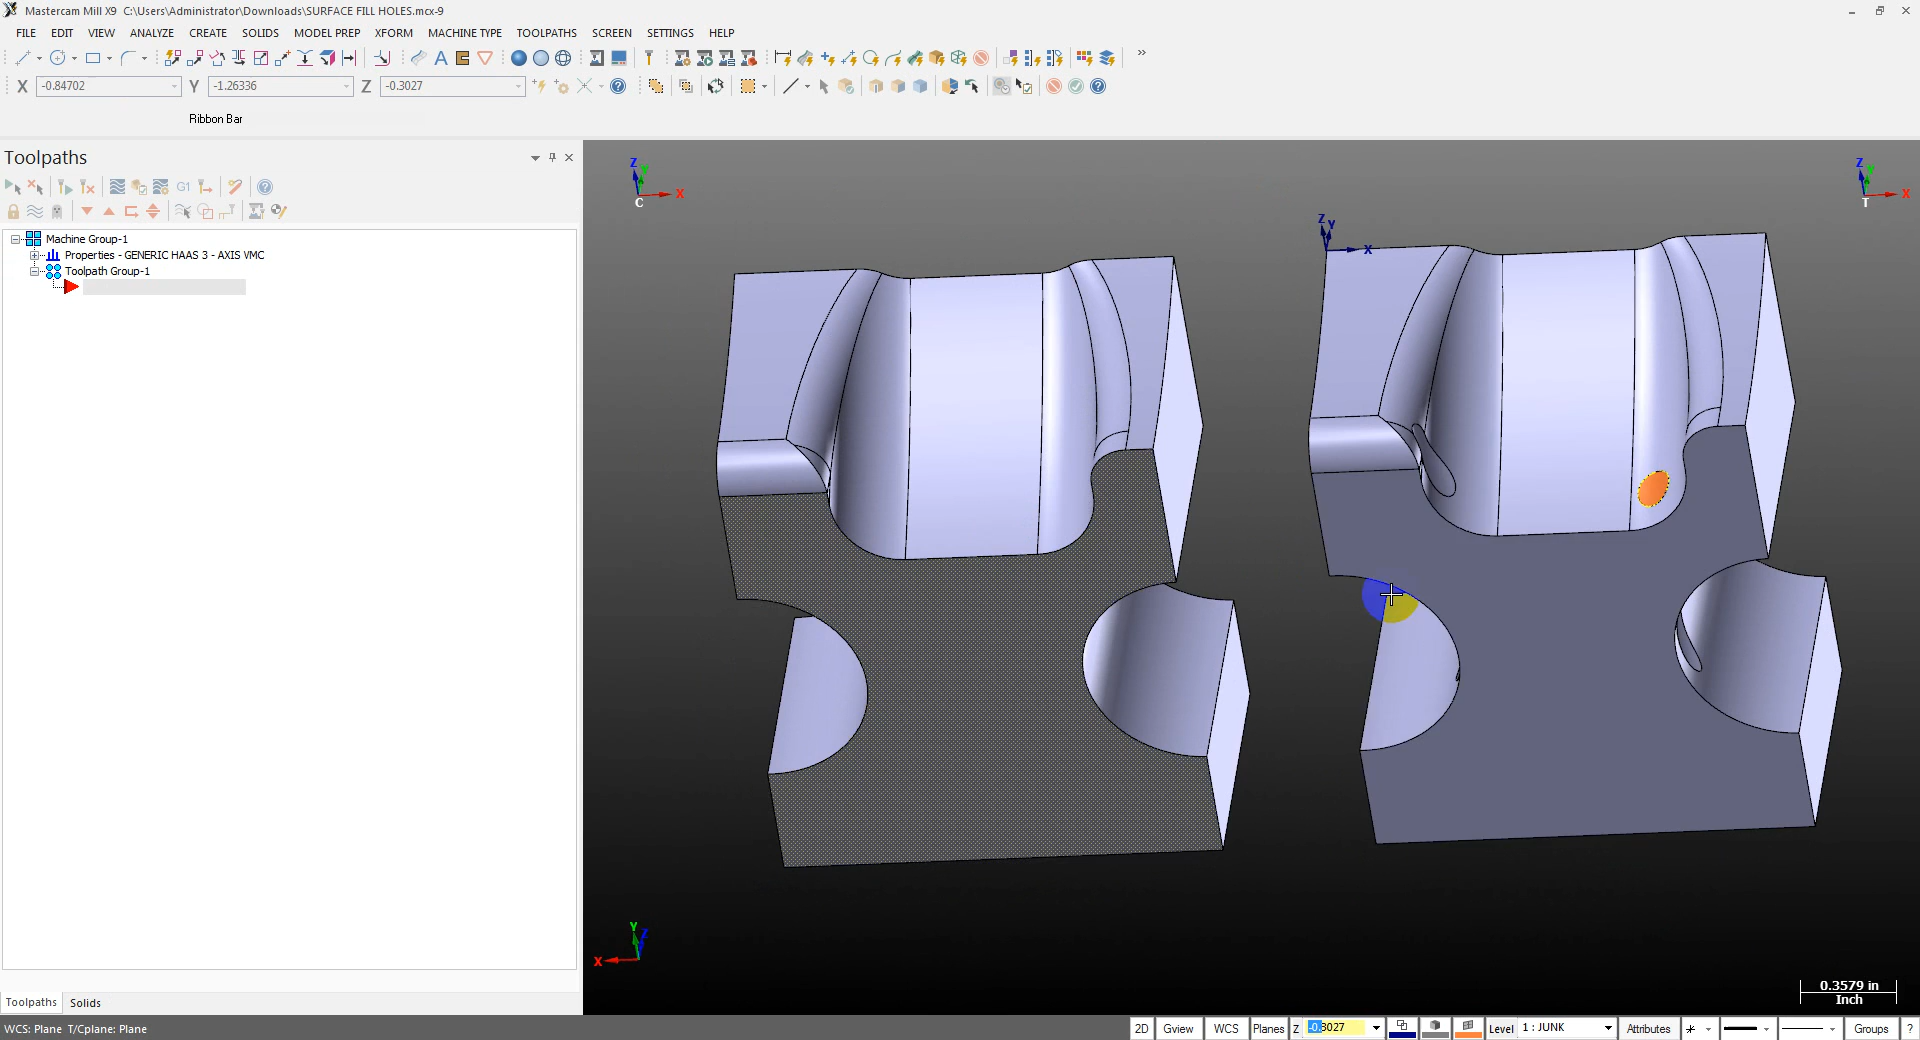 Mastercam Mill X9 C:\Users\Administrator\Downloads\SURFACE FILL HOLES.mcx-9
FILE EDIT VIEW ANALYZE CREATE SOLIDS MODEL PREP XFORM MACHINE TYPE TOOLPATHS SCREEN SETTINGS HELP
X -0.84702 Y -1.26336 Z -0.3027
Ribbon Bar
Toolpaths
G1
Machine Group-1
Properties - GENERIC HAAS 3 - AXIS VMC
Toolpath Group-1
Z Y X C
Z Y X T
Z Y X
Y Z X
0.3579 in
Inch
Toolpaths Solids
WCS: Plane T/Cplane: Plane
2D Gview WCS Planes Z -0.3027 Level 1 : JUNK Attributes Groups ?